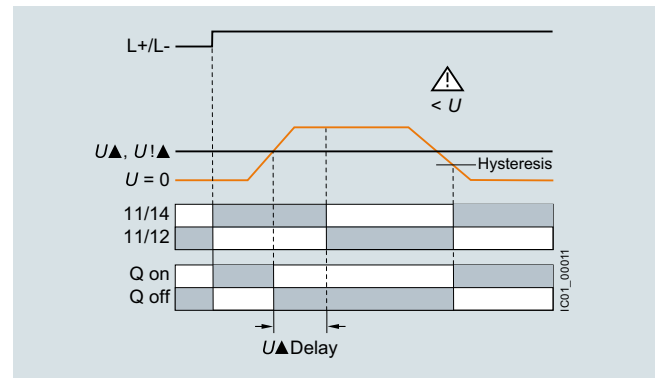 L+/L-
< U
U▲, U!▲
Hysteresis
U = 0
11/14
11/12
Q on
Q off
IC01_00011
U▲Delay